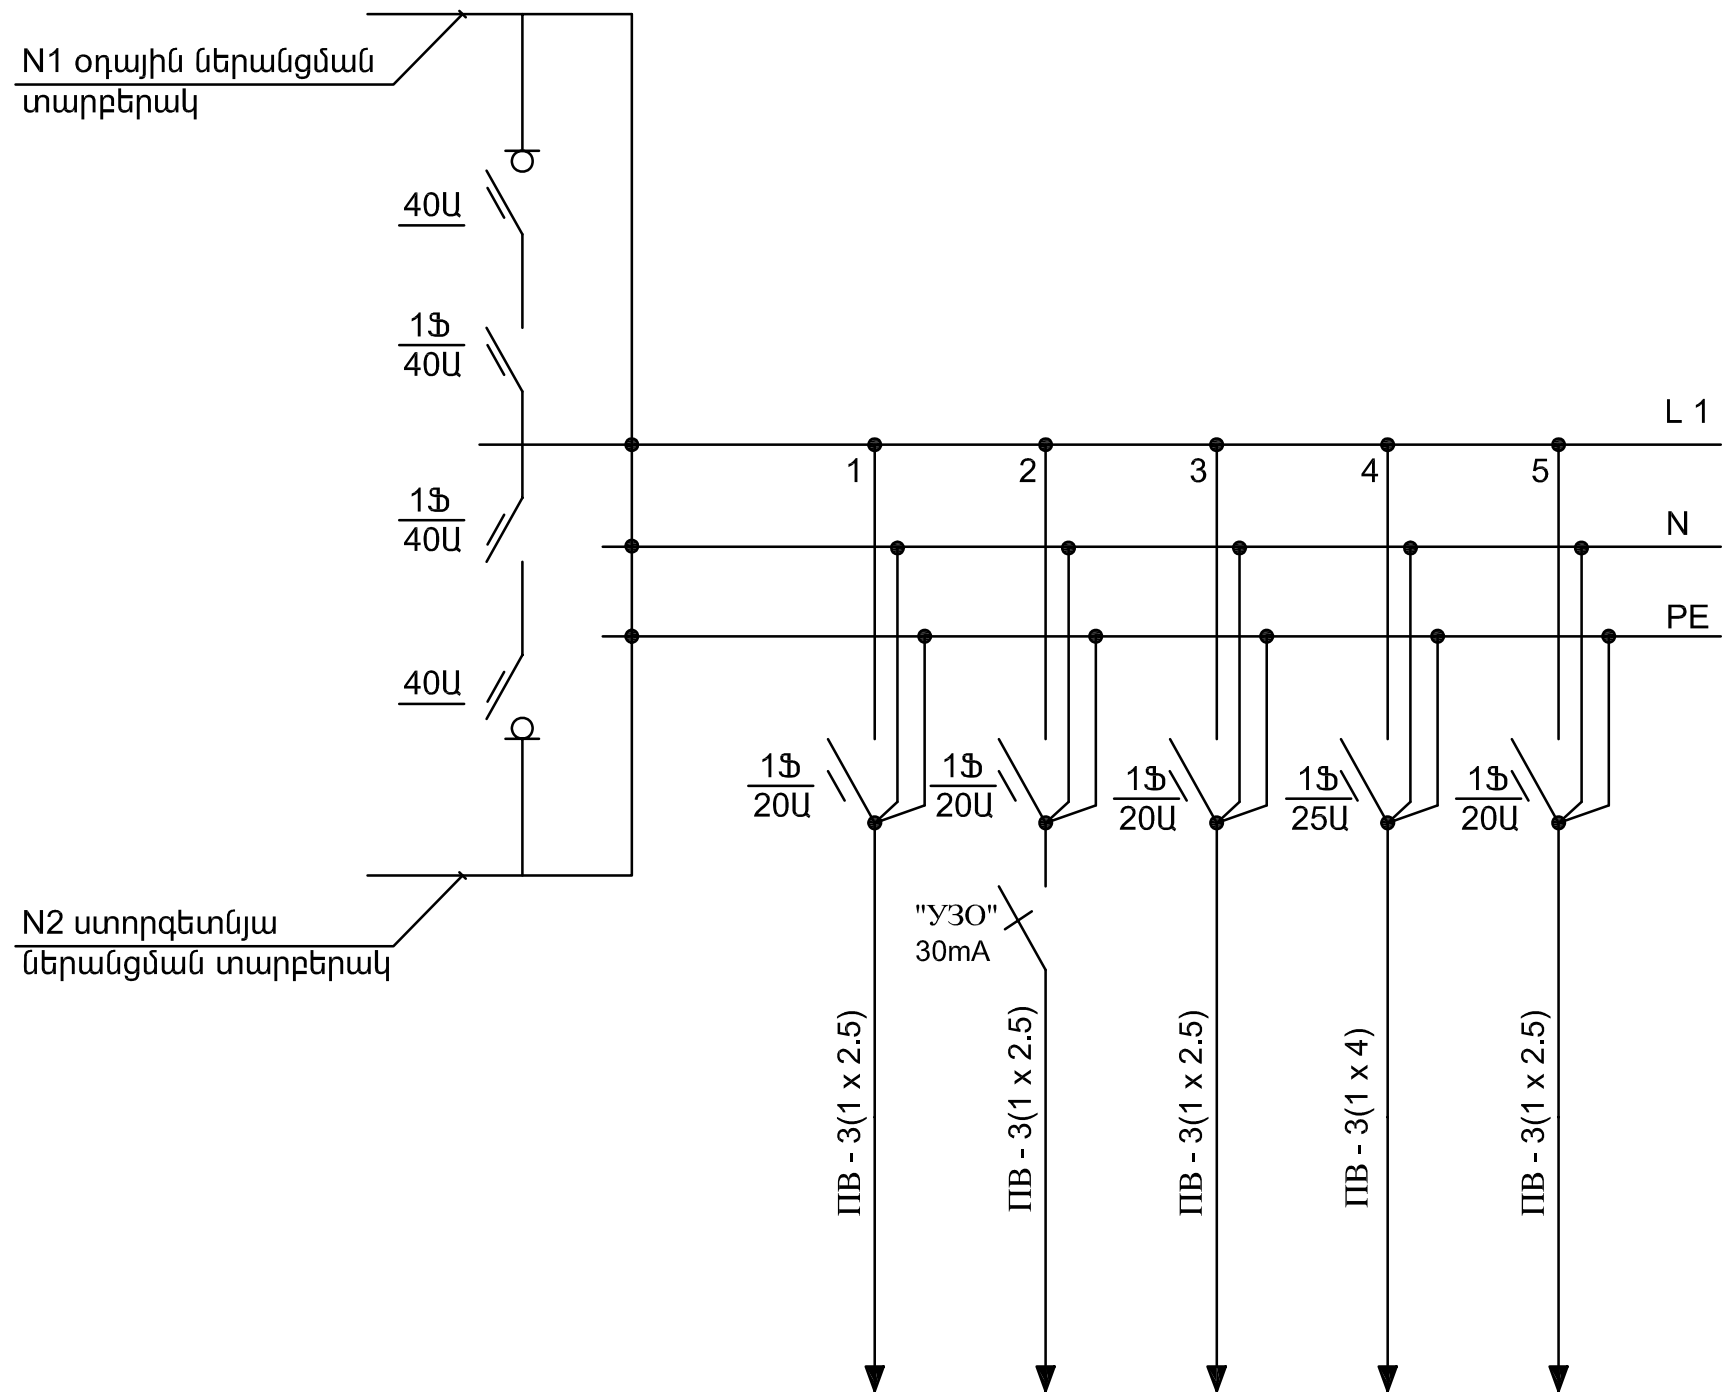 N1 օդային ներանցման
տարբերակ
40Ա
1Ֆ
40Ա
L 1
1
2
3
4
5
1Ֆ
40Ա
N
PE
40Ա
1Ֆ
20Ա
1Ֆ
20Ա
1Ֆ
20Ա
1Ֆ
25Ա
1Ֆ
20Ա
N2 ստորգետնյա
ներանցման տարբերակ
"УЗО"
30mA
ПВ - 3(1 x 2.5)
ПВ - 3(1 x 2.5)
ПВ - 3(1 x 2.5)
ПВ - 3(1 x 4)
ПВ - 3(1 x 2.5)